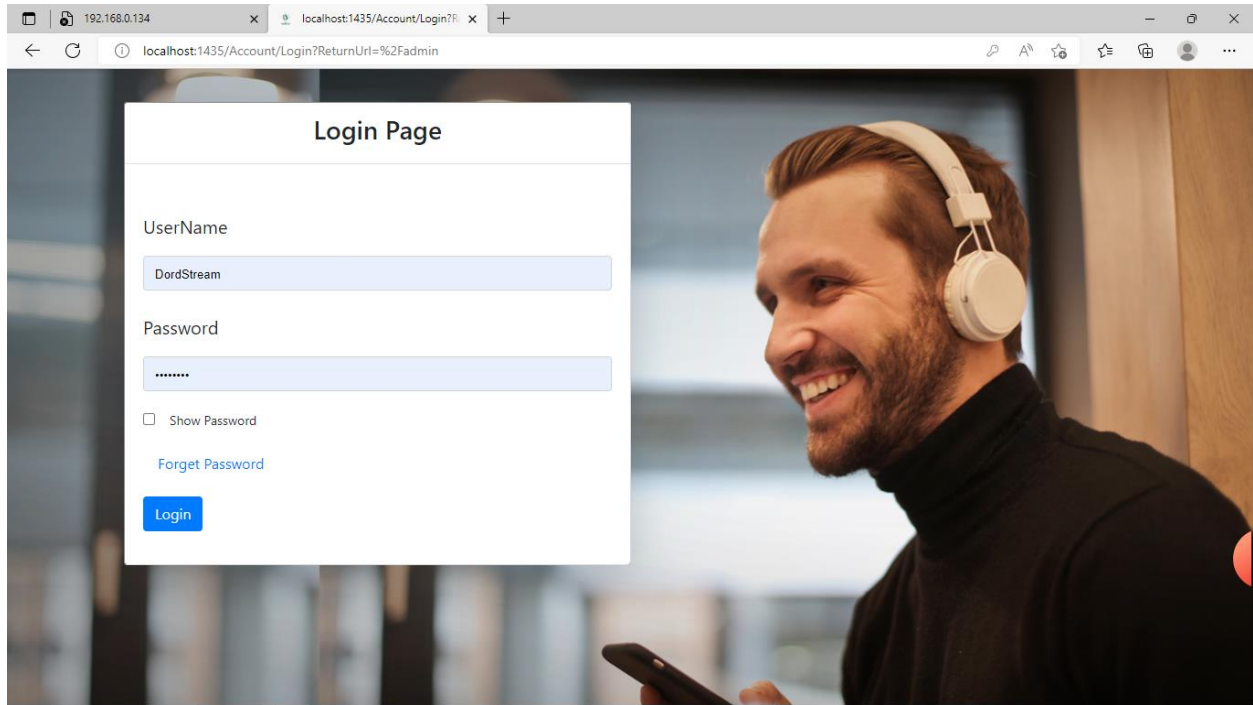 192.168.0.134
localhost:1435/Account/Login?R
localhost:1435/Account/Login?ReturnUrl=%2Fadmin
Login Page
UserName
DordStream
Password
••••••••
Show Password
Forget Password
Login